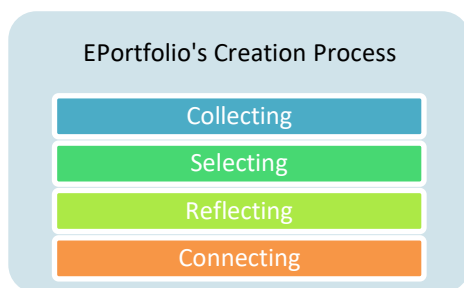 EPortfolio's Creation Process
Collecting
Selecting
Reflecting
Connecting